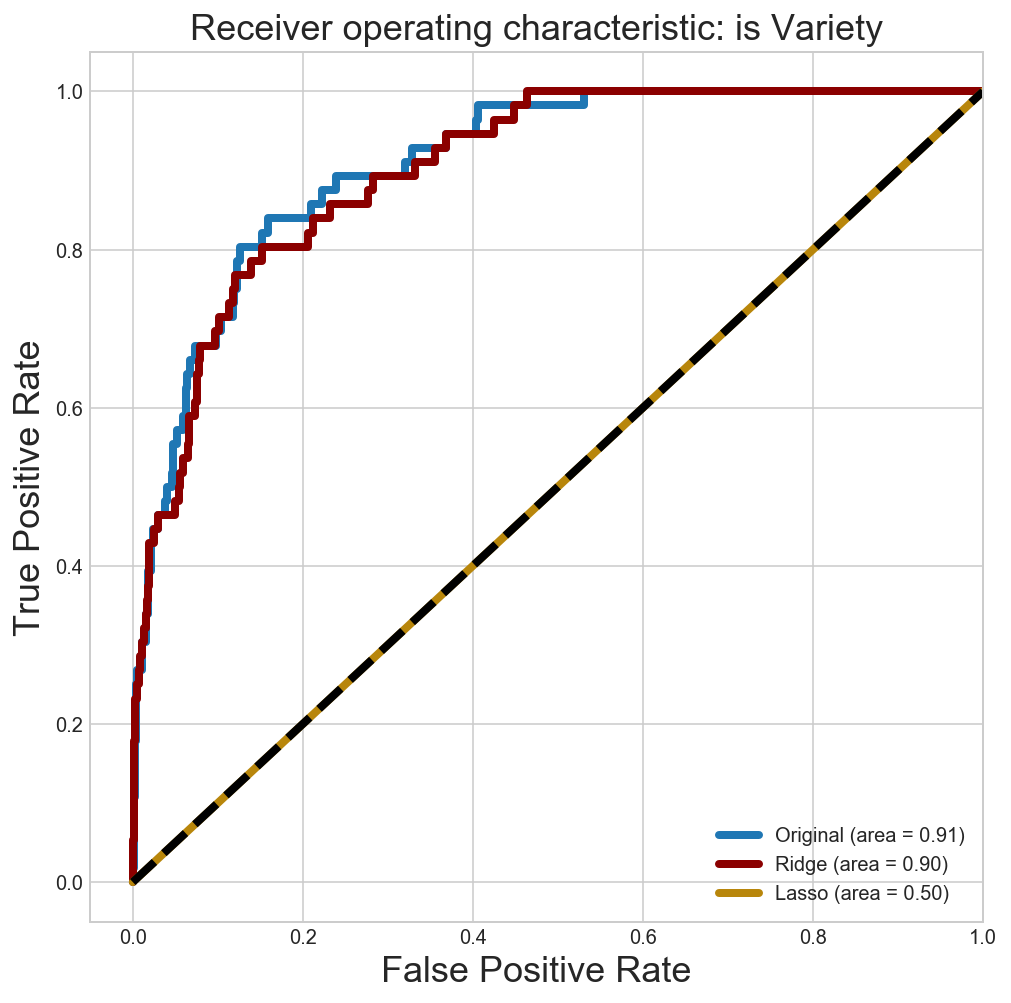 Receiver operating characteristic: is Variety
True Positive Rate
1.0
0.8
0.6
0.4
0.2
0.0
Original (area = 0.91)
Ridge (area = 0.90)
Lasso (area = 0.50)
0.0 0.2 0.4 0.6 0.8 1.0
False Positive Rate